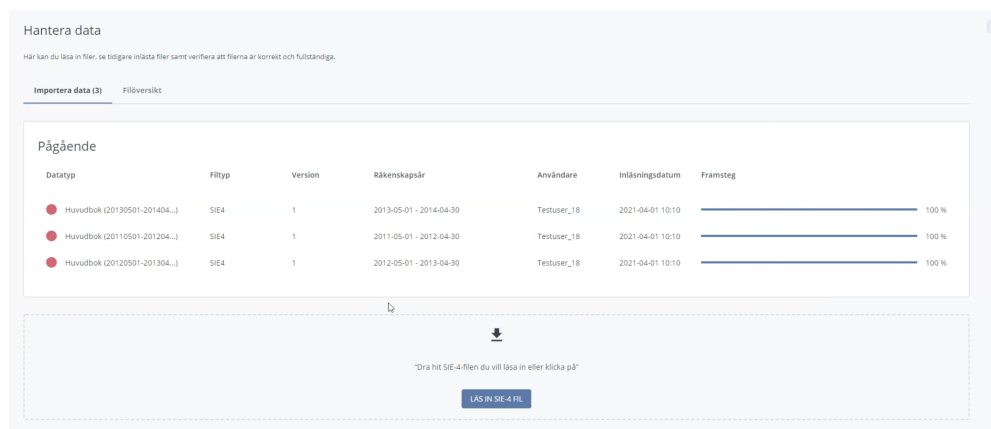 Hantera data
Här kan du läsa in filer, se tidigare inlästa filer samt verifiera att filerna är korrekt och fullständiga.
Importera data (3) Filöversikt
Pågående
Datatyp Filtyp Version Räkenskapsår Användare Inläsningsdatum Framsteg
Huvudbok (20130501-201404...) SIE4 1 2013-05-01 - 2014-04-30 Testuser_18 2021-04-01 10:10 100 %
Huvudbok (20110501-201204...) SIE4 1 2011-05-01 - 2012-04-30 Testuser_18 2021-04-01 10:10 100 %
Huvudbok (20120501-201304...) SIE4 1 2012-05-01 - 2013-04-30 Testuser_18 2021-04-01 10:10 100 %
"Dra hit SIE-4-filen du vill läsa in eller klicka på"
LÄS IN SIE-4 FIL